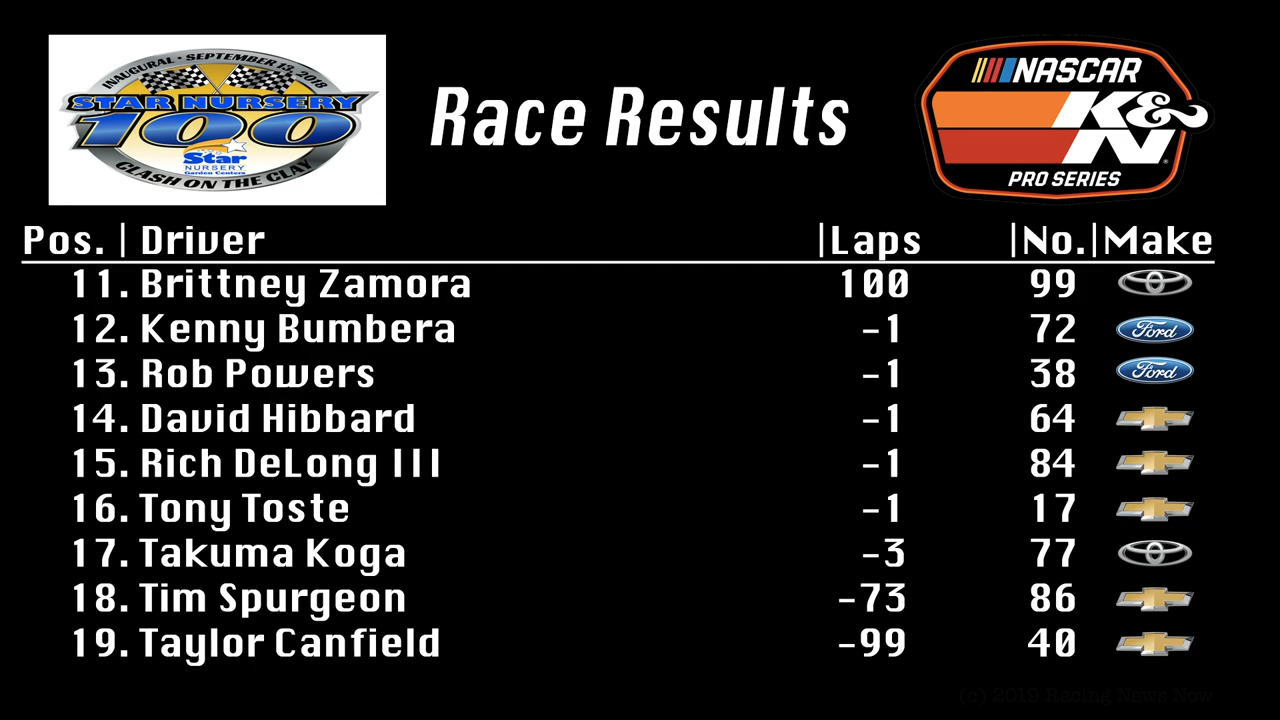 INAUGURAL · SEPTEMBER 13, 2018
STAR NURSERY
100
Star
NURSERY
Garden Centers
CLASH ON THE CLAY
Race Results
NASCAR
K&N
PRO SERIES
Pos. | Driver |Laps |No.|Make
11. Brittney Zamora 100 99
12. Kenny Bumbera -1 72 Ford
13. Rob Powers -1 38 Ford
14. David Hibbard -1 64
15. Rich DeLong III -1 84
16. Tony Toste -1 17
17. Takuma Koga -3 77
18. Tim Spurgeon -73 86
19. Taylor Canfield -99 40
(c) 2019 Racing News Now